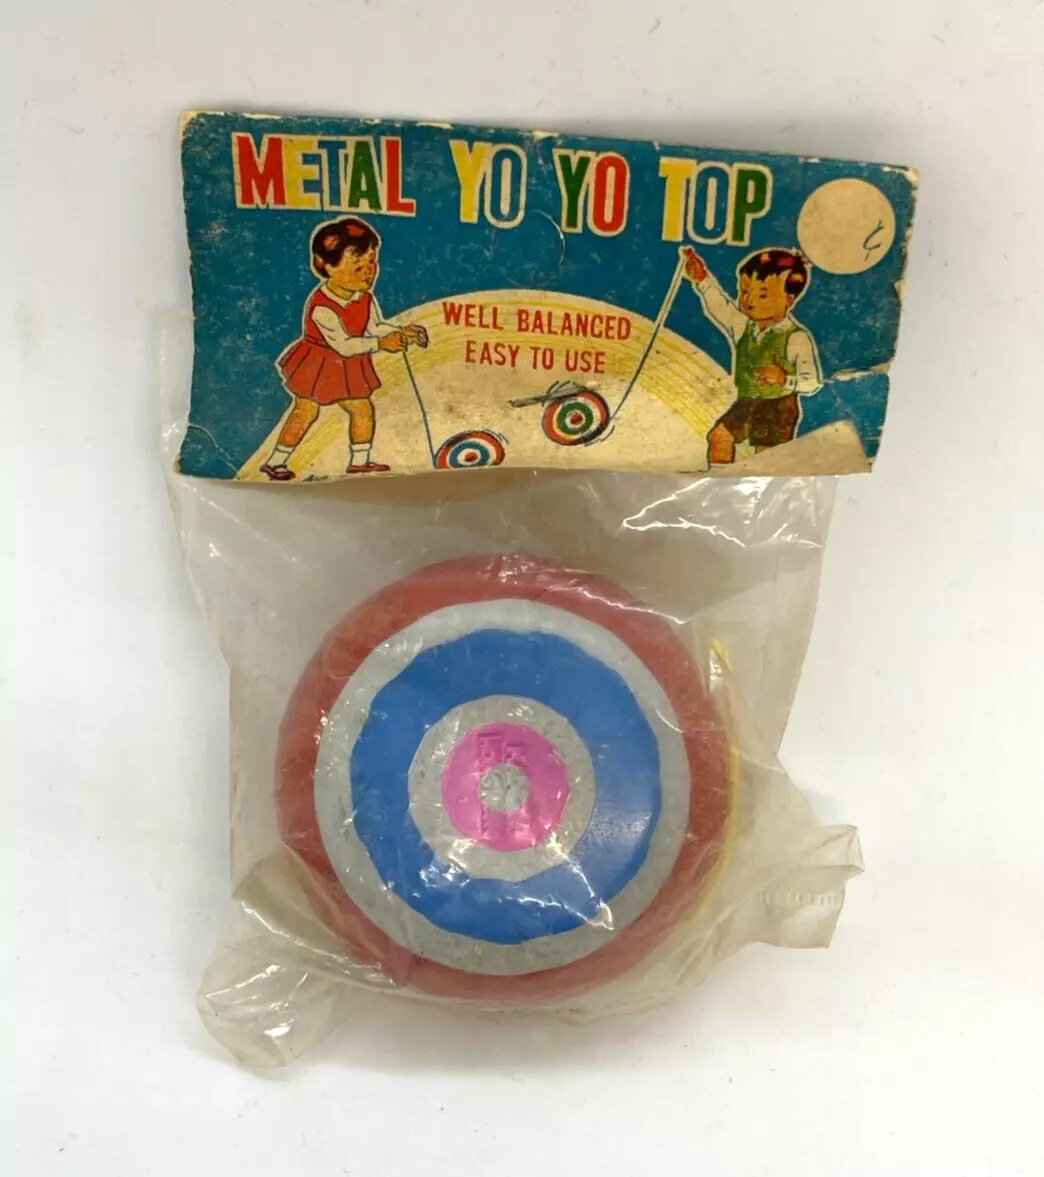 METAL YO YO TOP
¢
WELL BALANCED
EASY TO USE